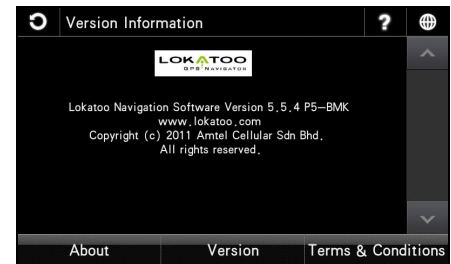 Version Information ?
LOKATOO
GPS NAVIGATOR
Lokatoo Navigation Software Version 5.5.4 P5-BMK
www.lokatoo.com
Copyright (c) 2011 Amtel Cellular Sdn Bhd.
All rights reserved.
About Version Terms & Conditions